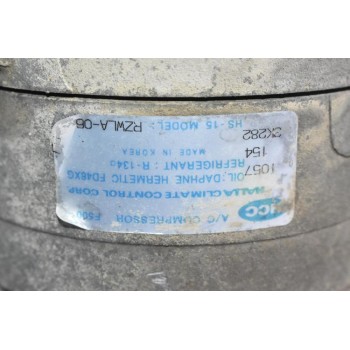 HCC A/C COMPRESSOR F500
HALLA CLIMATE CONTROL CORP.
OIL: DAPHNE HERMETIC FD46XG
1057
REFRIGERANT : R-134a
154 MADE IN KOREA
2K282
HS-15 MODEL: RZWLA-06